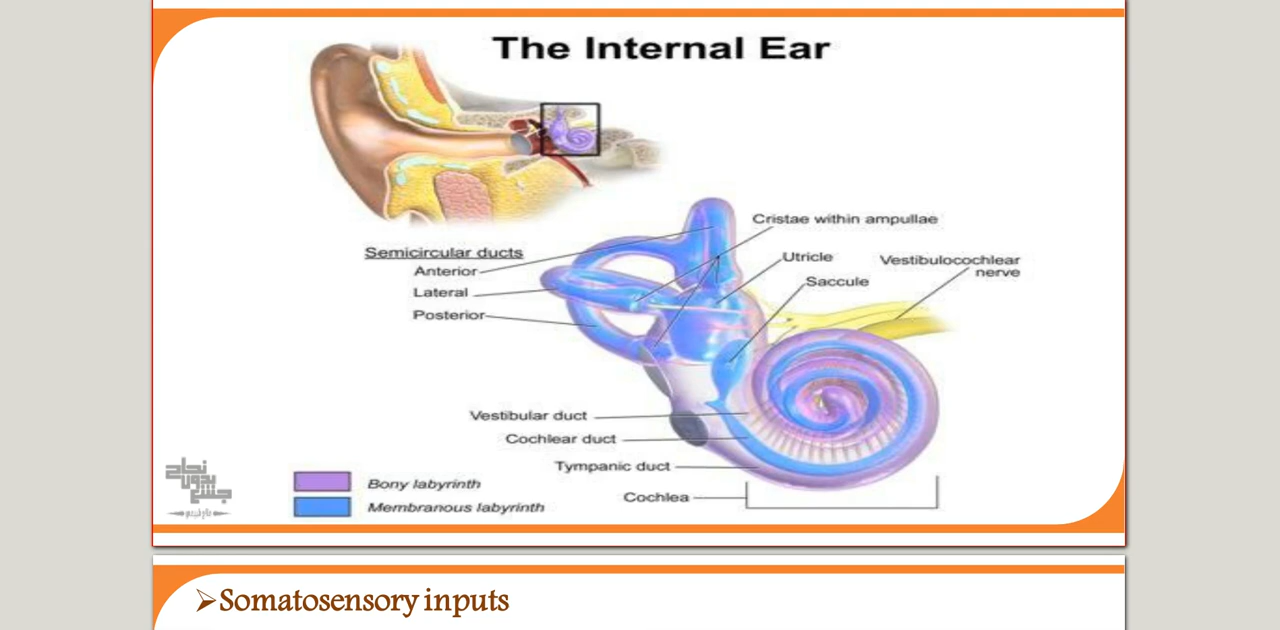 The Internal Ear
Cristae within ampullae
Semicircular ducts
Utricle
Vestibulocochlear
nerve
Anterior
Saccule
Lateral
Posterior
Vestibular duct
Cochlear duct
Tympanic duct
Cochlea
Bony labyrinth
Membranous labyrinth
➢Somatosensory inputs